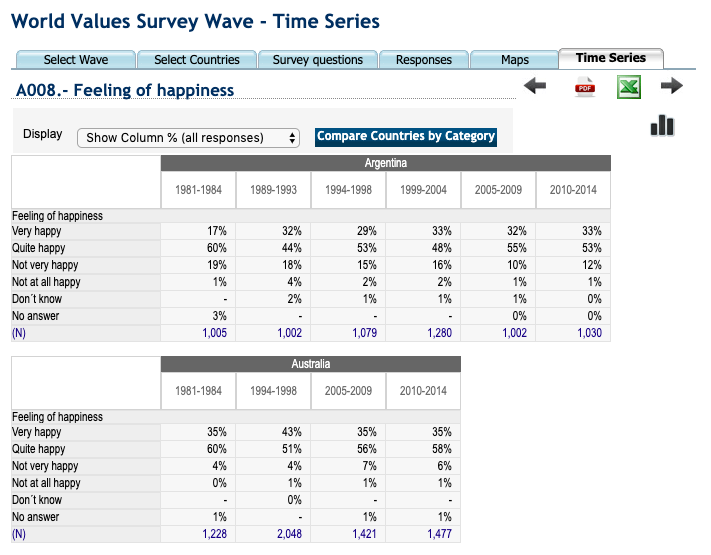 World Values Survey Wave - Time Series
Select Wave Select Countries Survey questions Responses Maps Time Series
A008.- Feeling of happiness
PDF
Display Show Column % (all responses) Compare Countries by Category
Argentina
1981-1984 1989-1993 1994-1998 1999-2004 2005-2009 2010-2014
Feeling of happiness
Very happy 17% 32% 29% 33% 32% 33%
Quite happy 60% 44% 53% 48% 55% 53%
Not very happy 19% 18% 15% 16% 10% 12%
Not at all happy 1% 4% 2% 2% 1% 1%
Don´t know - 2% 1% 1% 1% 0%
No answer 3% - - - 0% 0%
(N) 1,005 1,002 1,079 1,280 1,002 1,030
Australia
1981-1984 1994-1998 2005-2009 2010-2014
Feeling of happiness
Very happy 35% 43% 35% 35%
Quite happy 60% 51% 56% 58%
Not very happy 4% 4% 7% 6%
Not at all happy 0% 1% 1% 1%
Don´t know - 0% - -
No answer 1% - 1% 1%
(N) 1,228 2,048 1,421 1,477